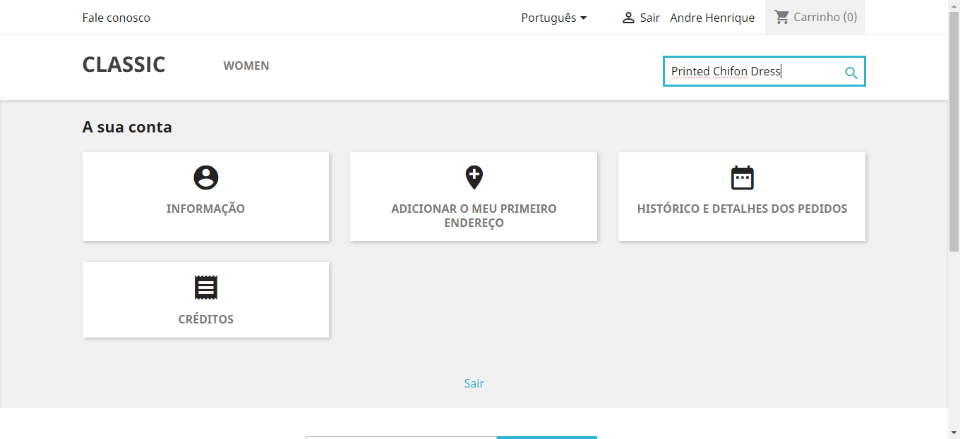 Fale conosco
Português
Sair
Andre Henrique
Carrinho (0)
CLASSIC
WOMEN
Printed Chifon Dress
A sua conta
INFORMAÇÃO
ADICIONAR O MEU PRIMEIRO
ENDEREÇO
HISTÓRICO E DETALHES DOS PEDIDOS
CRÉDITOS
Sair